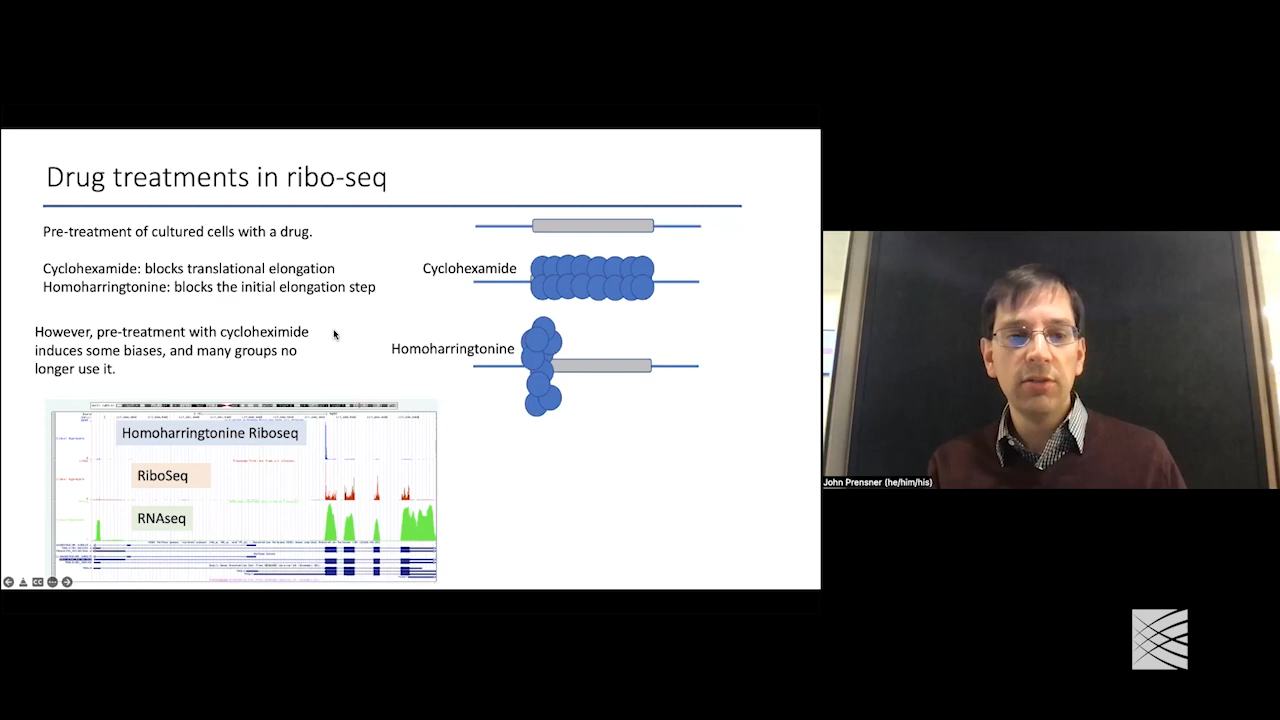 Drug treatments in ribo-seq
Pre-treatment of cultured cells with a drug.
Cyclohexamide: blocks translational elongation
Homoharringtonine: blocks the initial elongation step
However, pre-treatment with cycloheximide
induces some biases, and many groups no
longer use it.
Cyclohexamide
Homoharringtonine
Homoharringtonine Riboseq
RiboSeq
RNAseq
John Prensner (he/him/his)